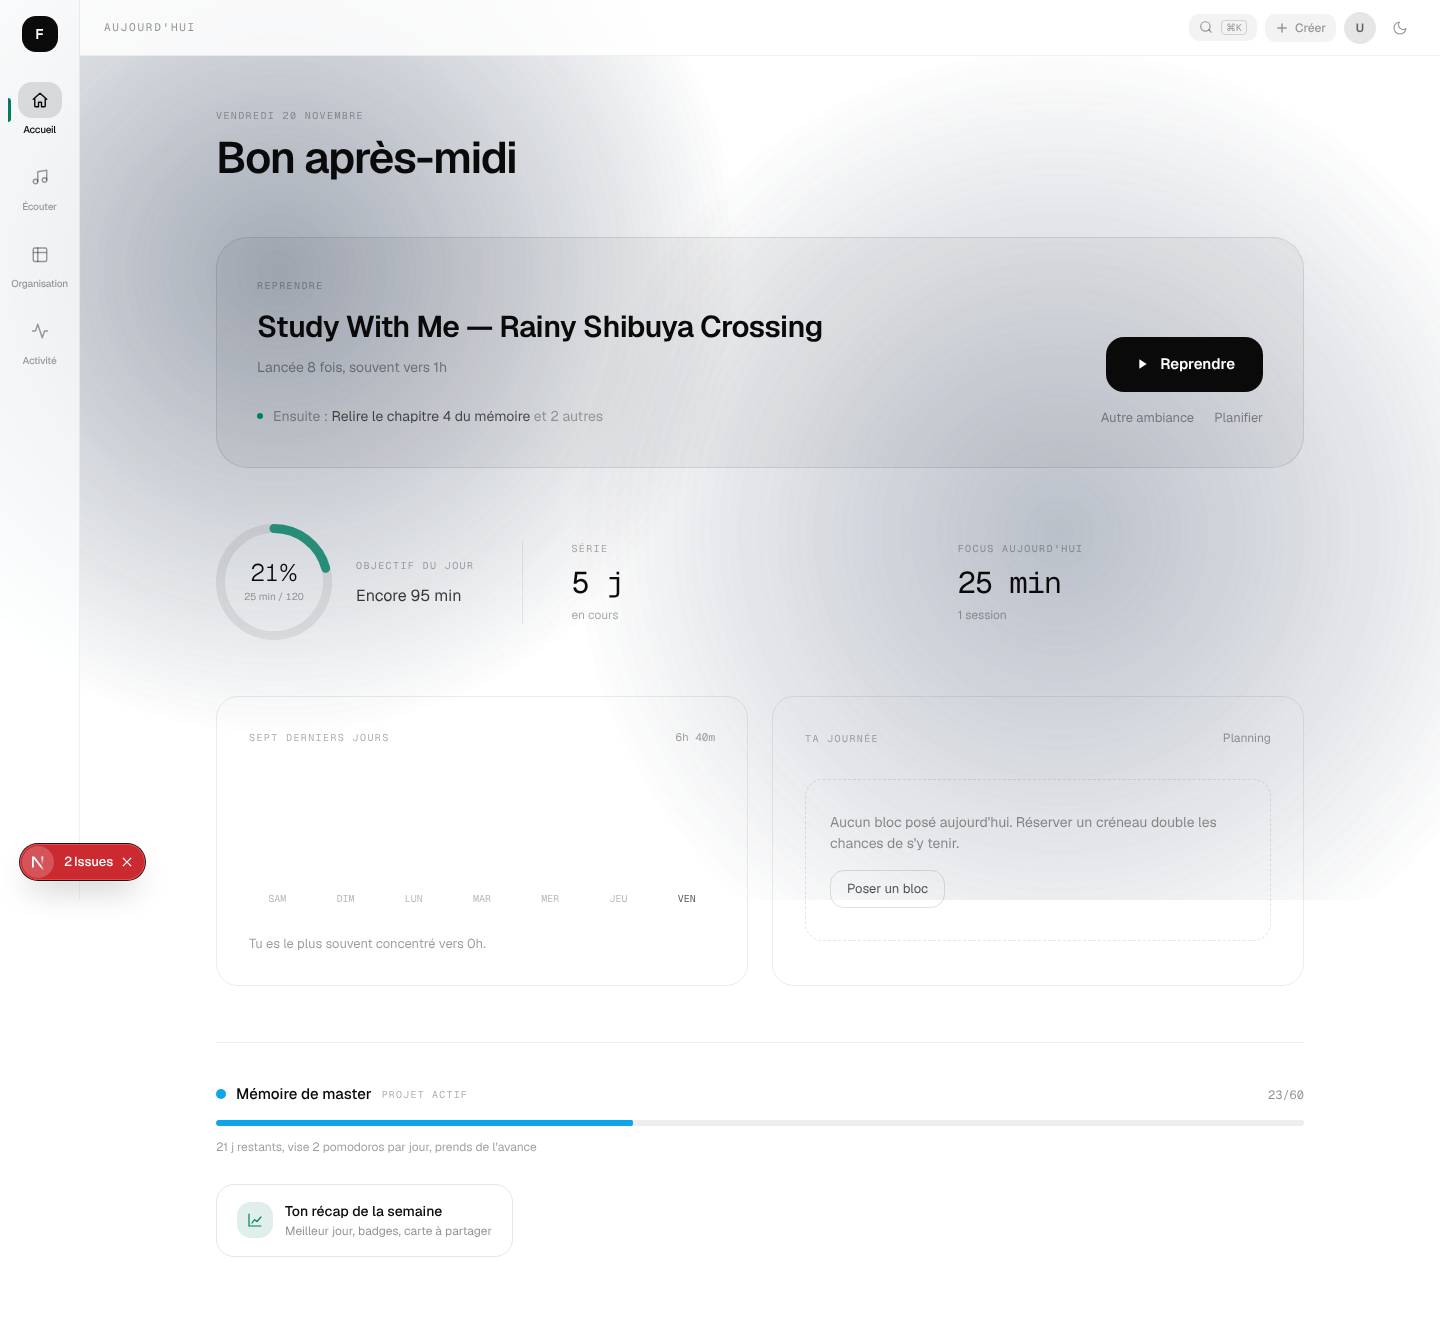 F
AUJOURD'HUI
⌘K
Créer
U
Accueil
Écouter
Organisation
Activité
VENDREDI 20 NOVEMBRE
Bon après-midi
REPRENDRE
Study With Me — Rainy Shibuya Crossing
Lancée 8 fois, souvent vers 1h
Ensuite : Relire le chapitre 4 du mémoire et 2 autres
Reprendre
Autre ambiance
Planifier
21%
25 min / 120
OBJECTIF DU JOUR
Encore 95 min
SÉRIE
5 j
en cours
FOCUS AUJOURD'HUI
25 min
1 session
SEPT DERNIERS JOURS
6h 40m
SAM DIM LUN MAR MER JEU VEN
Tu es le plus souvent concentré vers 0h.
TA JOURNÉE
Planning
Aucun bloc posé aujourd'hui. Réserver un créneau double les
chances de s'y tenir.
Poser un bloc
N
2 Issues
Mémoire de master
PROJET ACTIF
23/60
21 j restants, vise 2 pomodoros par jour, prends de l'avance
Ton récap de la semaine
Meilleur jour, badges, carte à partager